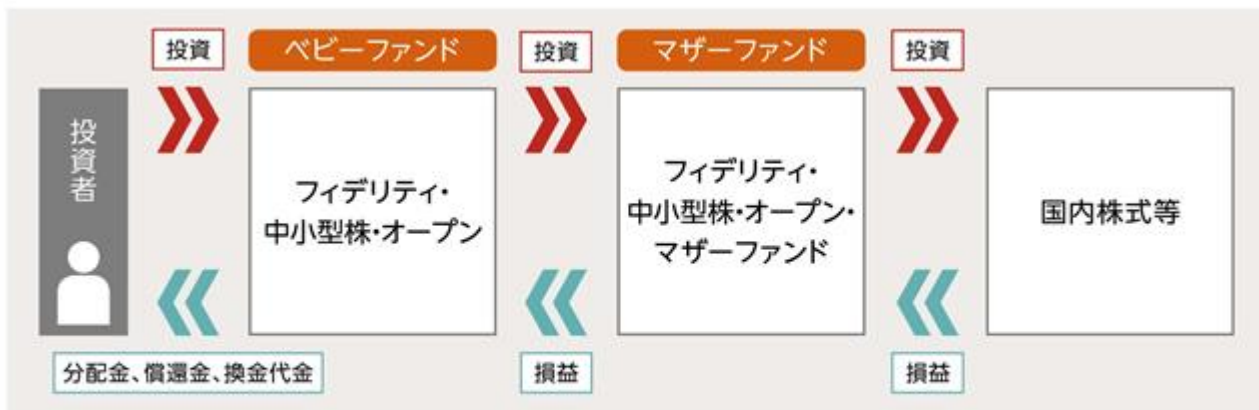 投資
ベビーファンド
投資
マザーファンド
投資
投資者
フィデリティ・
中小型株・オープン
フィデリティ・
中小型株・オープン・
マザーファンド
国内株式等
分配金、償還金、換金代金
損益
損益